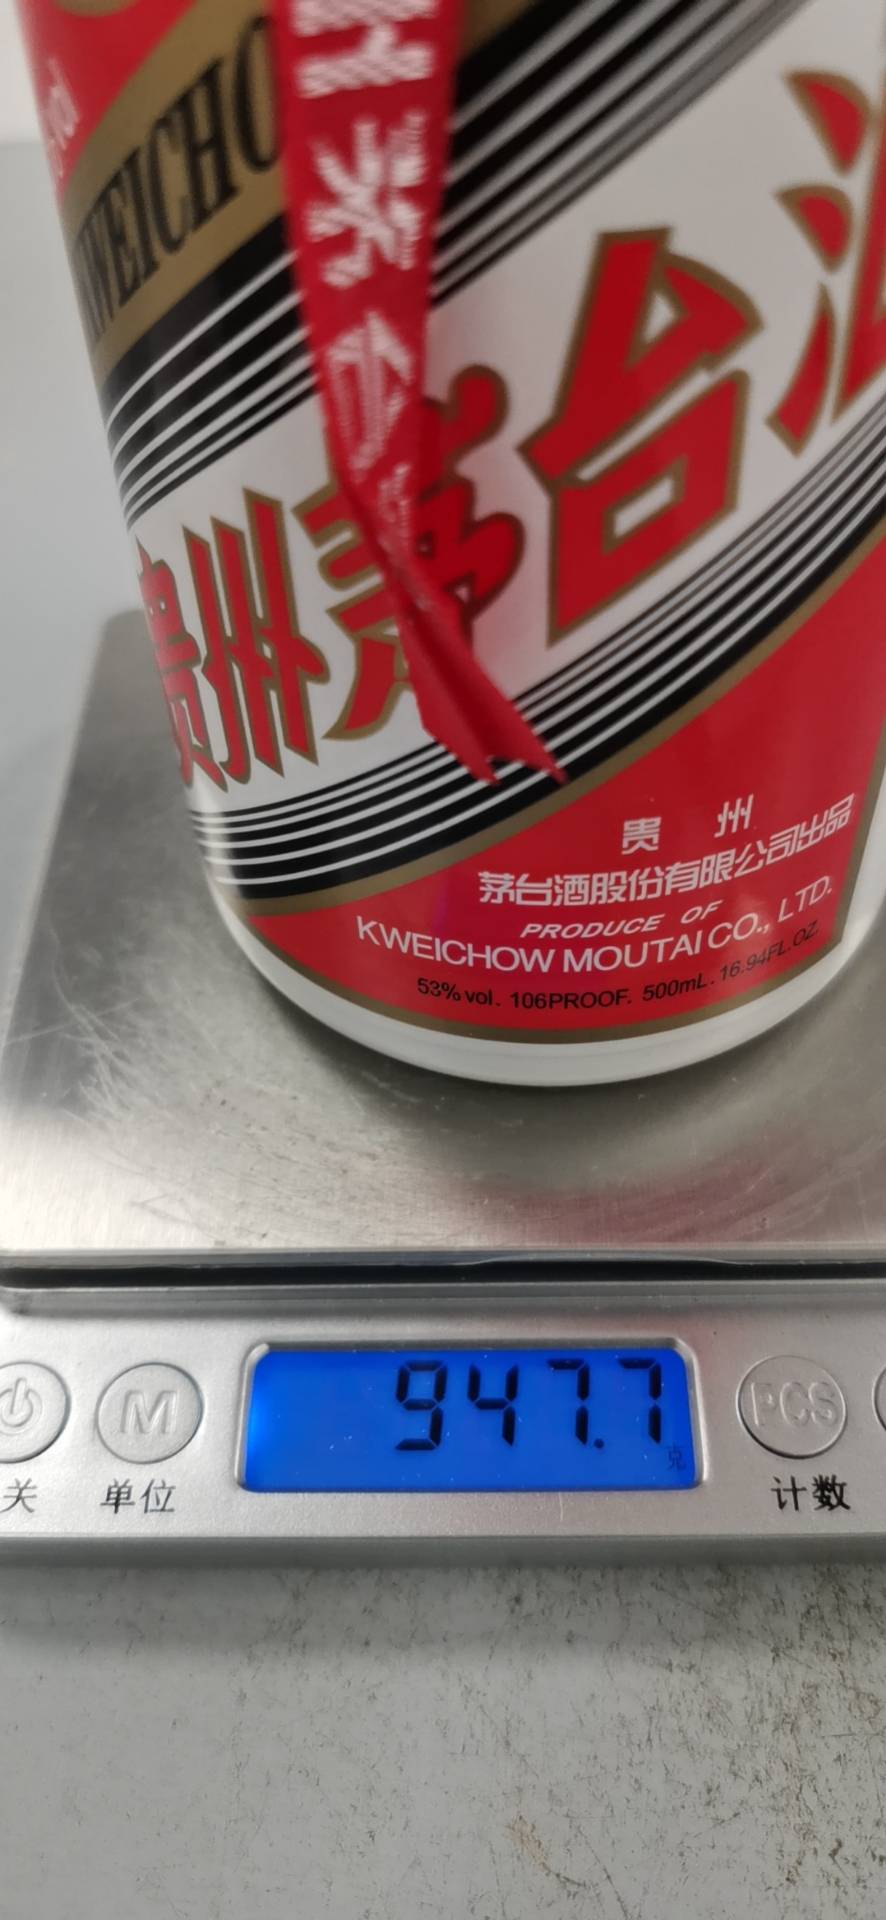 KWEICHO
贵州茅台酒
贵 州
茅台酒股份有限公司出品
PRODUCE OF
KWEICHOW MOUTAI CO., LTD.
53% vol. 106PROOF. 500mL. 16.94FL.OZ.
947.7
克
M
PCS
关
单位
计数